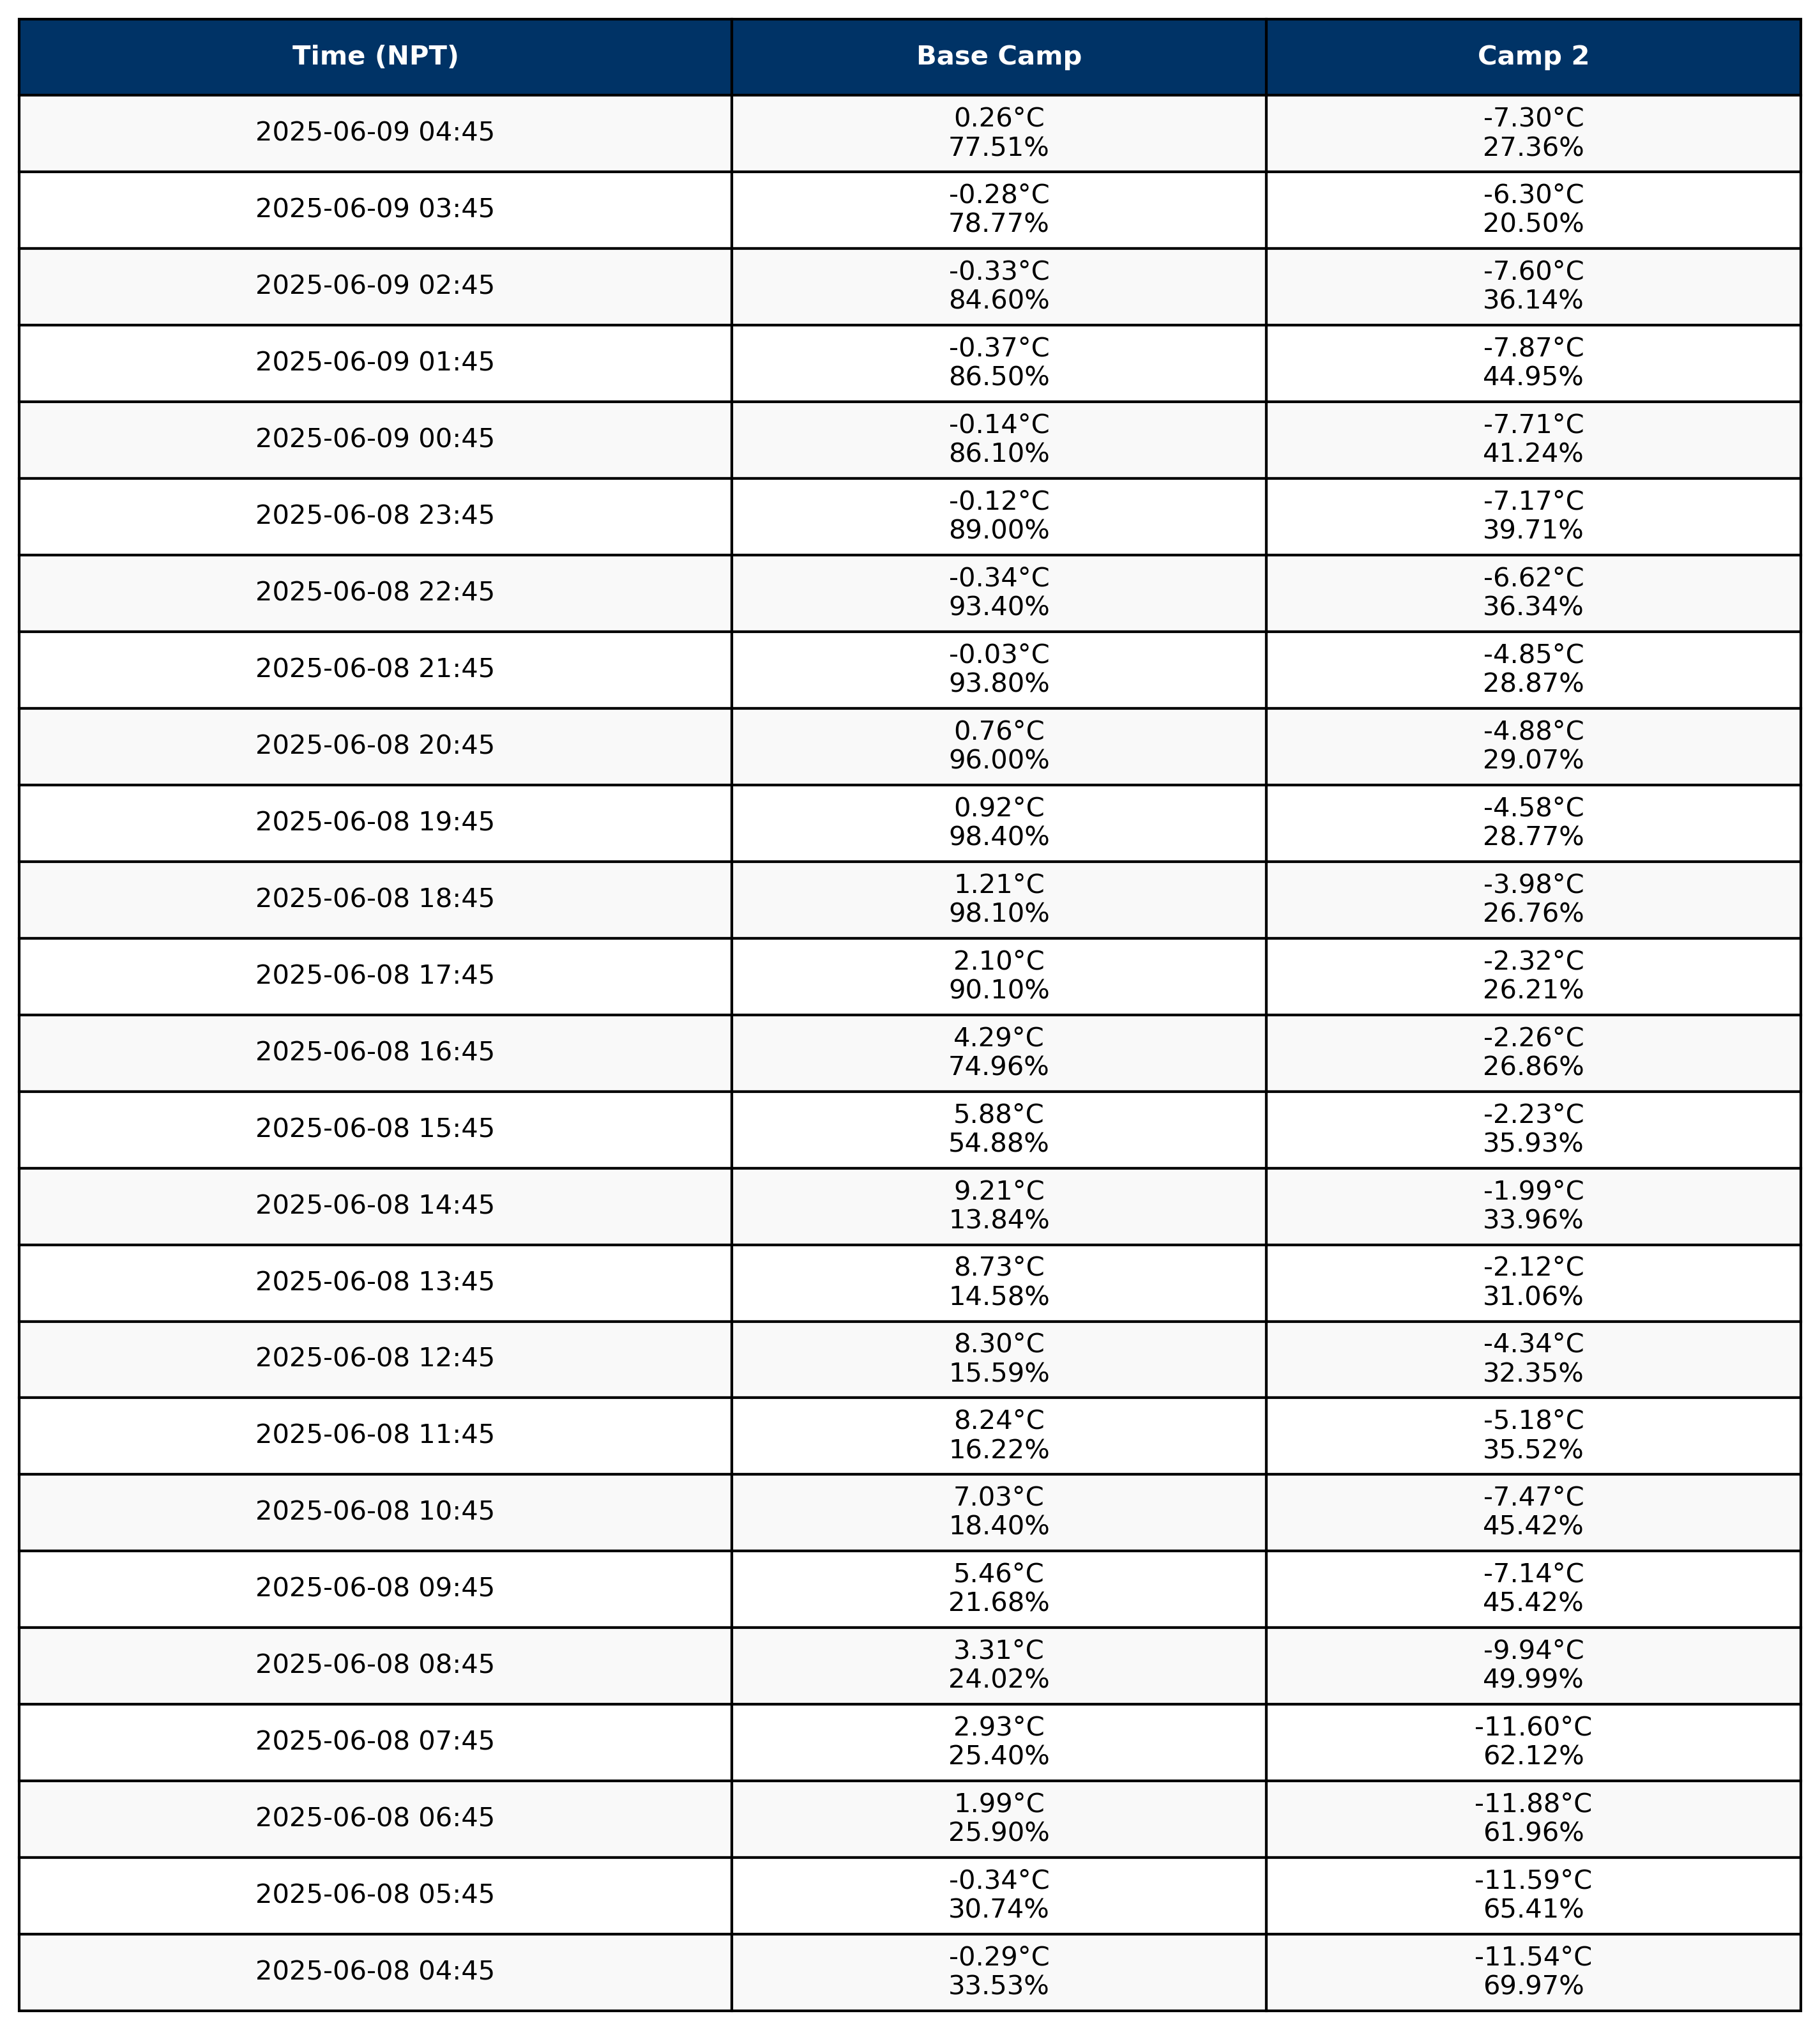 Time (NPT) Base Camp Camp 2
2025-06-09 04:45 0.26°C -7.30°C
77.51% 27.36%
2025-06-09 03:45 -0.28°C -6.30°C
78.77% 20.50%
2025-06-09 02:45 -0.33°C -7.60°C
84.60% 36.14%
2025-06-09 01:45 -0.37°C -7.87°C
86.50% 44.95%
2025-06-09 00:45 -0.14°C -7.71°C
86.10% 41.24%
2025-06-08 23:45 -0.12°C -7.17°C
89.00% 39.71%
2025-06-08 22:45 -0.34°C -6.62°C
93.40% 36.34%
2025-06-08 21:45 -0.03°C -4.85°C
93.80% 28.87%
2025-06-08 20:45 0.76°C -4.88°C
96.00% 29.07%
2025-06-08 19:45 0.92°C -4.58°C
98.40% 28.77%
2025-06-08 18:45 1.21°C -3.98°C
98.10% 26.76%
2025-06-08 17:45 2.10°C -2.32°C
90.10% 26.21%
2025-06-08 16:45 4.29°C -2.26°C
74.96% 26.86%
2025-06-08 15:45 5.88°C -2.23°C
54.88% 35.93%
2025-06-08 14:45 9.21°C -1.99°C
13.84% 33.96%
2025-06-08 13:45 8.73°C -2.12°C
14.58% 31.06%
2025-06-08 12:45 8.30°C -4.34°C
15.59% 32.35%
2025-06-08 11:45 8.24°C -5.18°C
16.22% 35.52%
2025-06-08 10:45 7.03°C -7.47°C
18.40% 45.42%
2025-06-08 09:45 5.46°C -7.14°C
21.68% 45.42%
2025-06-08 08:45 3.31°C -9.94°C
24.02% 49.99%
2025-06-08 07:45 2.93°C -11.60°C
25.40% 62.12%
2025-06-08 06:45 1.99°C -11.88°C
25.90% 61.96%
2025-06-08 05:45 -0.34°C -11.59°C
30.74% 65.41%
2025-06-08 04:45 -0.29°C -11.54°C
33.53% 69.97%